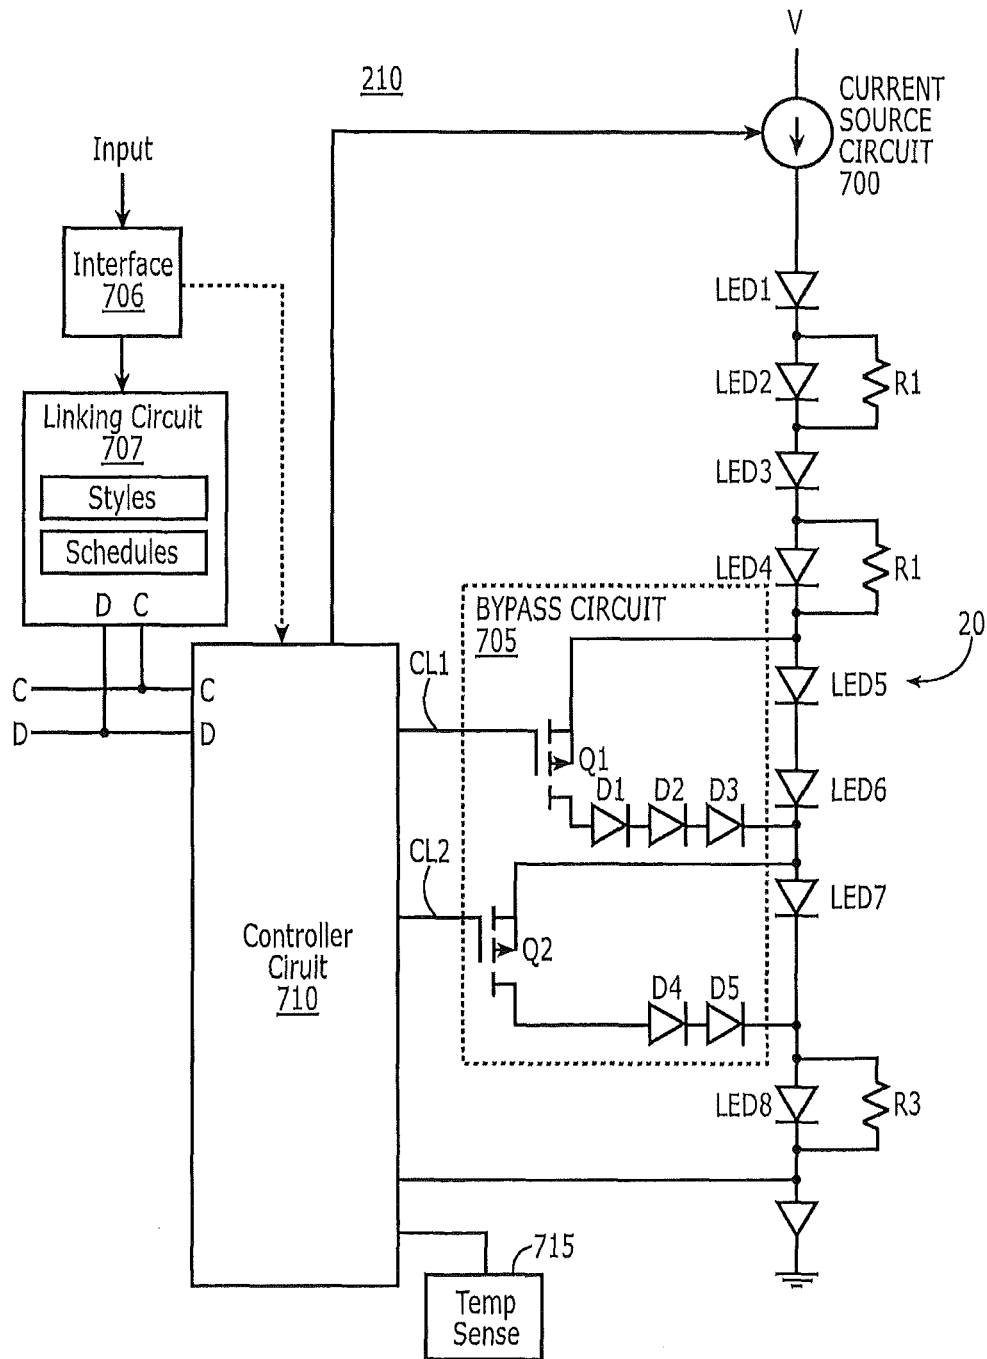 V
210
CURRENT
SOURCE
CIRCUIT
700
Input
Interface
706
LED1
LED2
R1
Linking Circuit
707
Styles
Schedules
D C
LED3
LED4
R1
BYPASS CIRCUIT
705
20
C
C
D
D
CL1
LED5
Q1
D1 D2 D3
LED6
CL2
LED7
Controller
Ciruit
710
Q2
D4 D5
LED8
R3
715
Temp
Sense